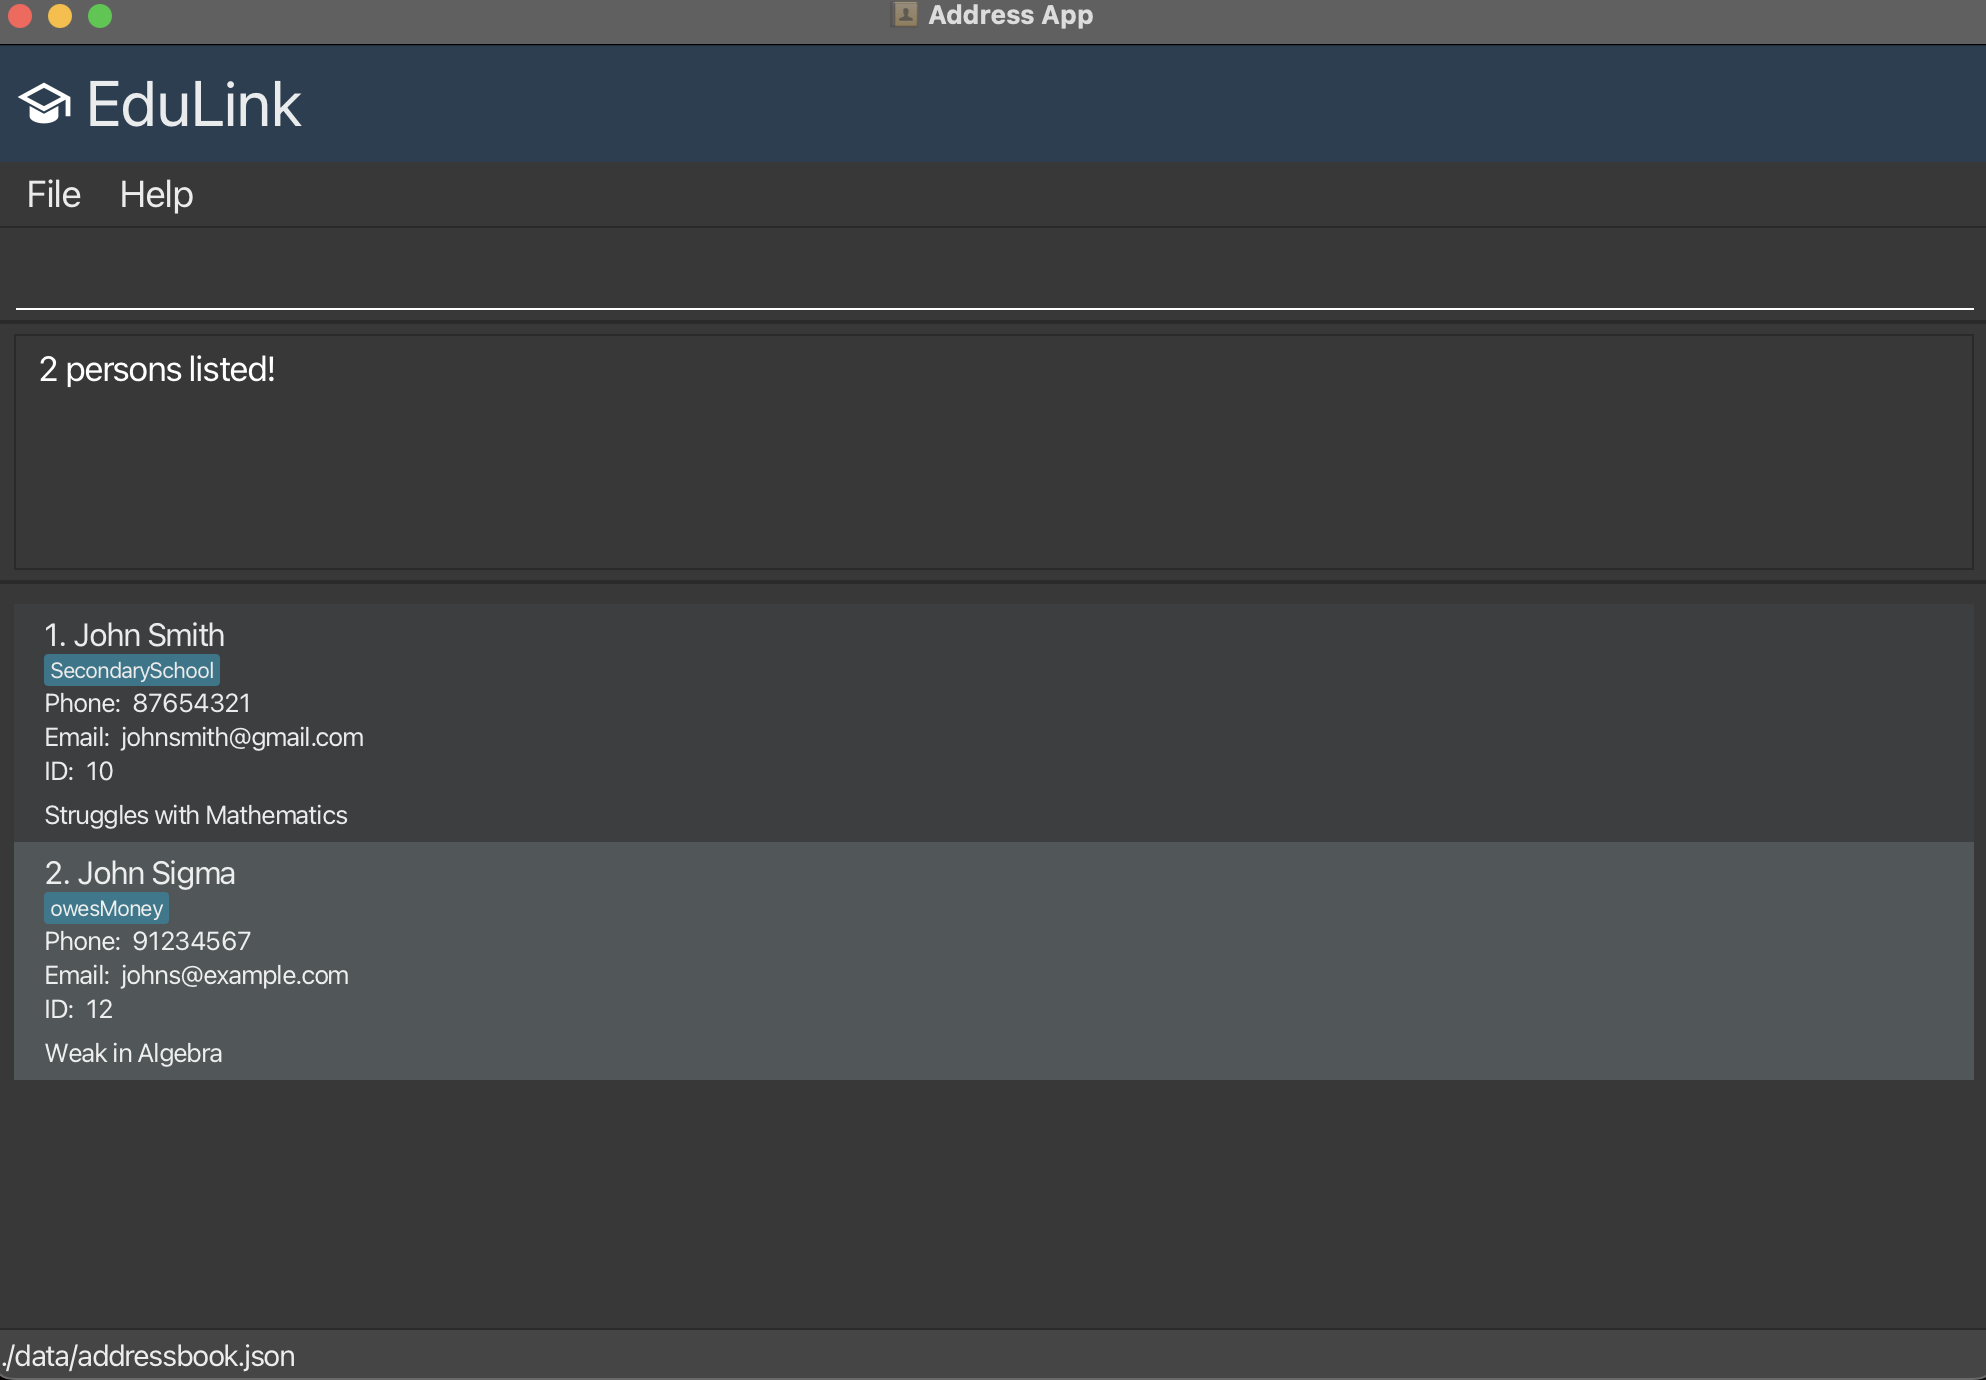 Address App
EduLink
File Help
2 persons listed!
1. John Smith
SecondarySchool
Phone: 87654321
Email: johnsmith@gmail.com
ID: 10
Struggles with Mathematics
2. John Sigma
owesMoney
Phone: 91234567
Email: johns@example.com
ID: 12
Weak in Algebra
./data/addressbook.json